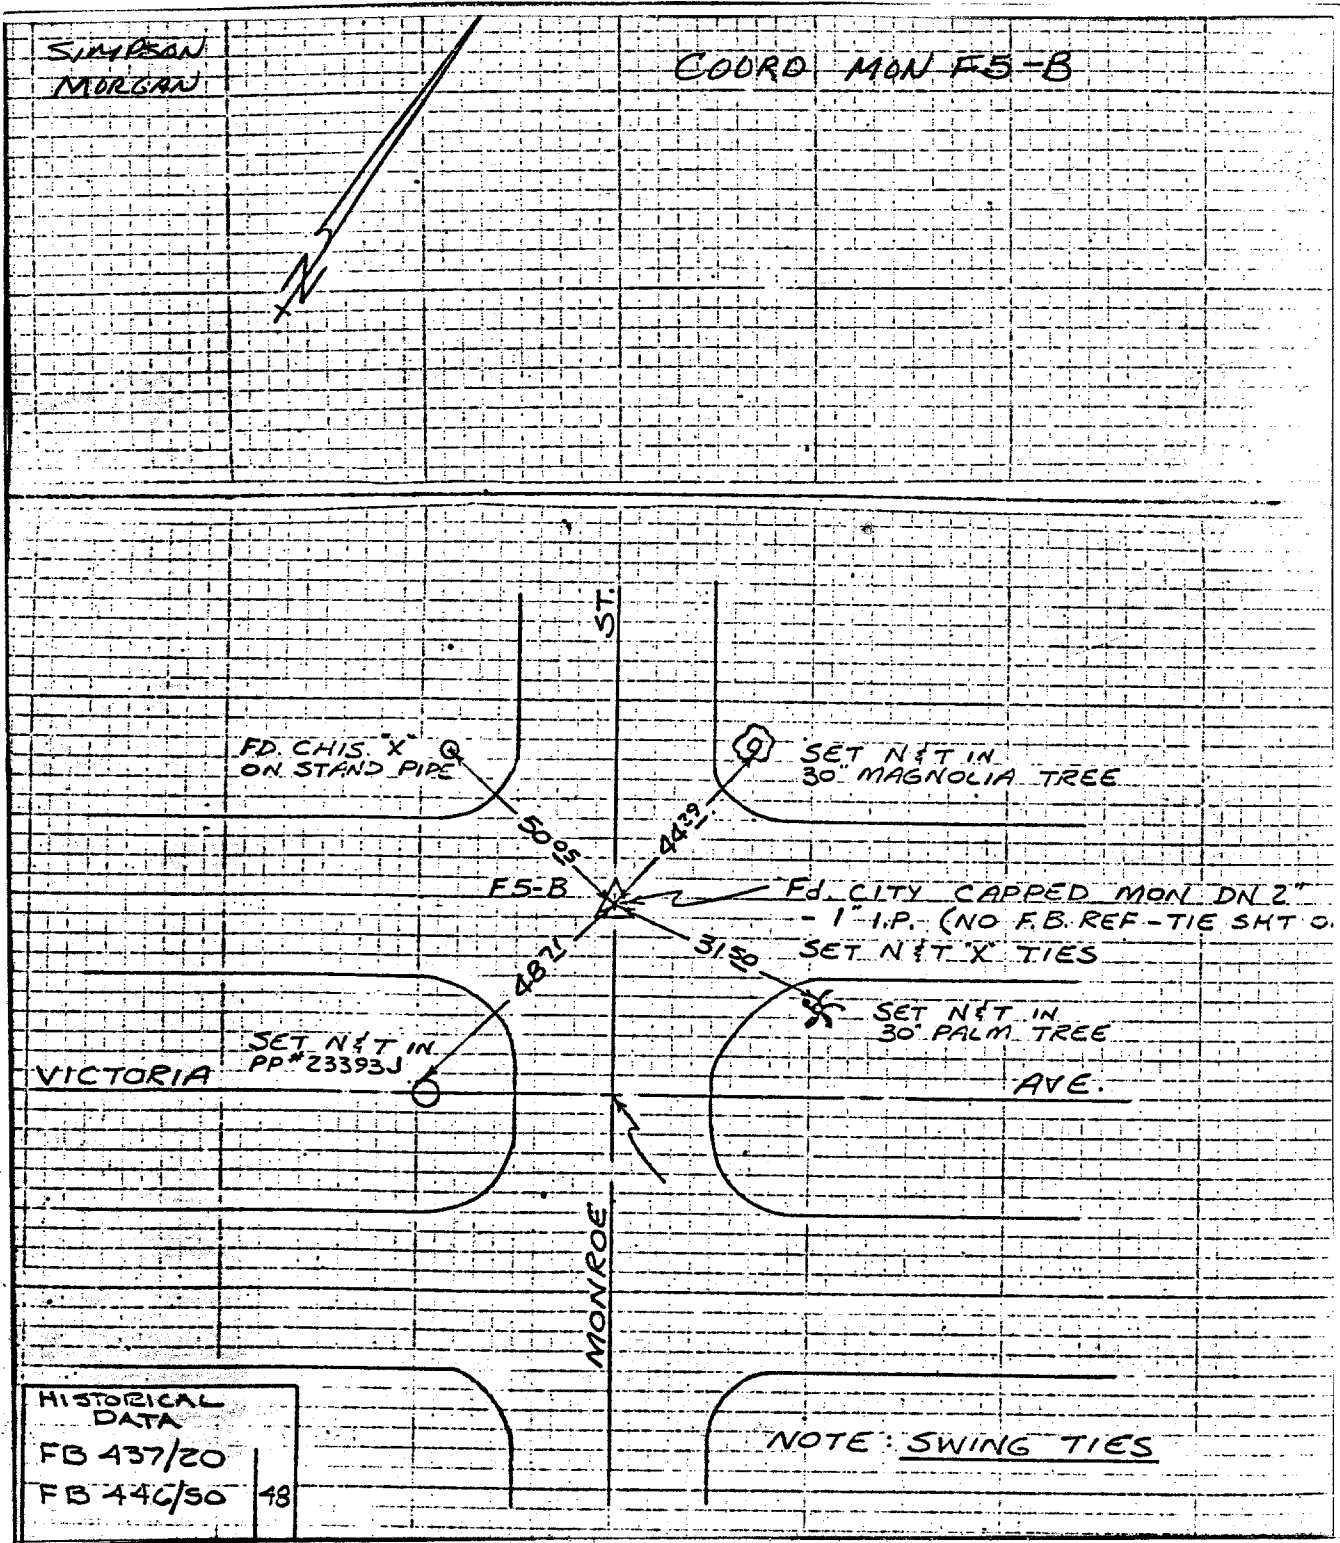 SIMPSON
MORGAN
COORD MON F5-B
N
ST.
FD. CHIS. "X"
ON STAND PIPE
SET N & T IN
30" MAGNOLIA TREE
50.05
44.39
F5-B
Fd. CITY CAPPED MON DN 2"
- 1" I.P. (NO F.B. REF - TIE SHT O.
SET N & T "X" TIES
48.71
31.50
SET N & T IN
30" PALM TREE
SET N & T IN
PP #23393J
VICTORIA
AVE.
MONROE
HISTORICAL
DATA
FB 437/20
FB 446/50
48
NOTE: SWING TIES